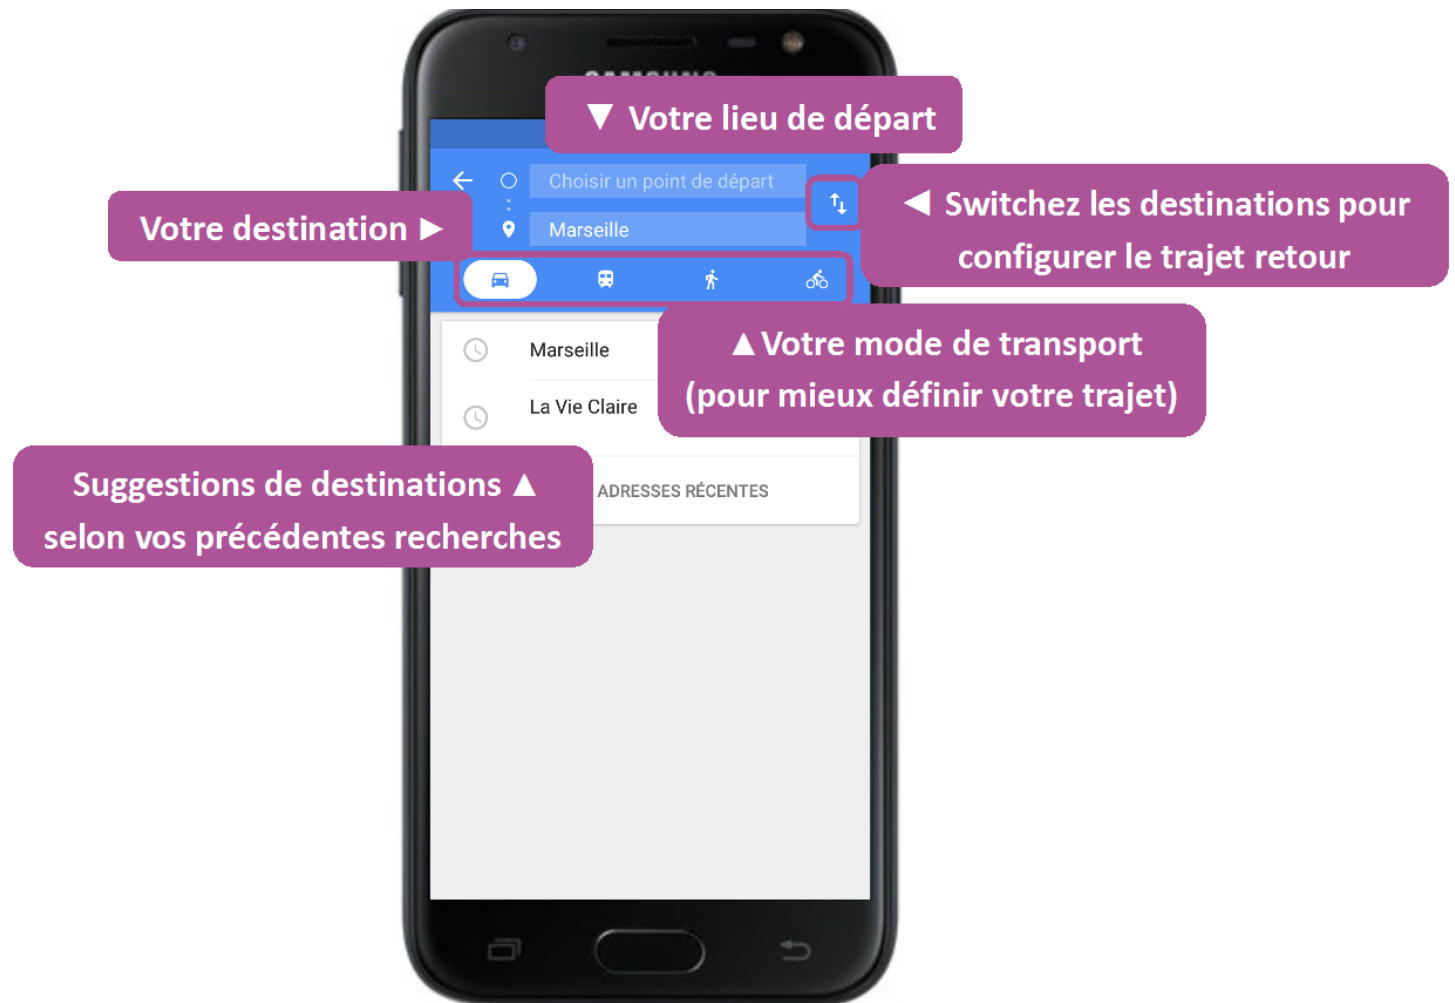 ▼ Votre lieu de départ
Choisir un point de départ
Votre destination ►
Marseille
◄ Switchez les destinations pour
configurer le trajet retour
Marseille
▲Votre mode de transport
(pour mieux définir votre trajet)
La Vie Claire
Suggestions de destinations ▲
selon vos précédentes recherches
ADRESSES RÉCENTES